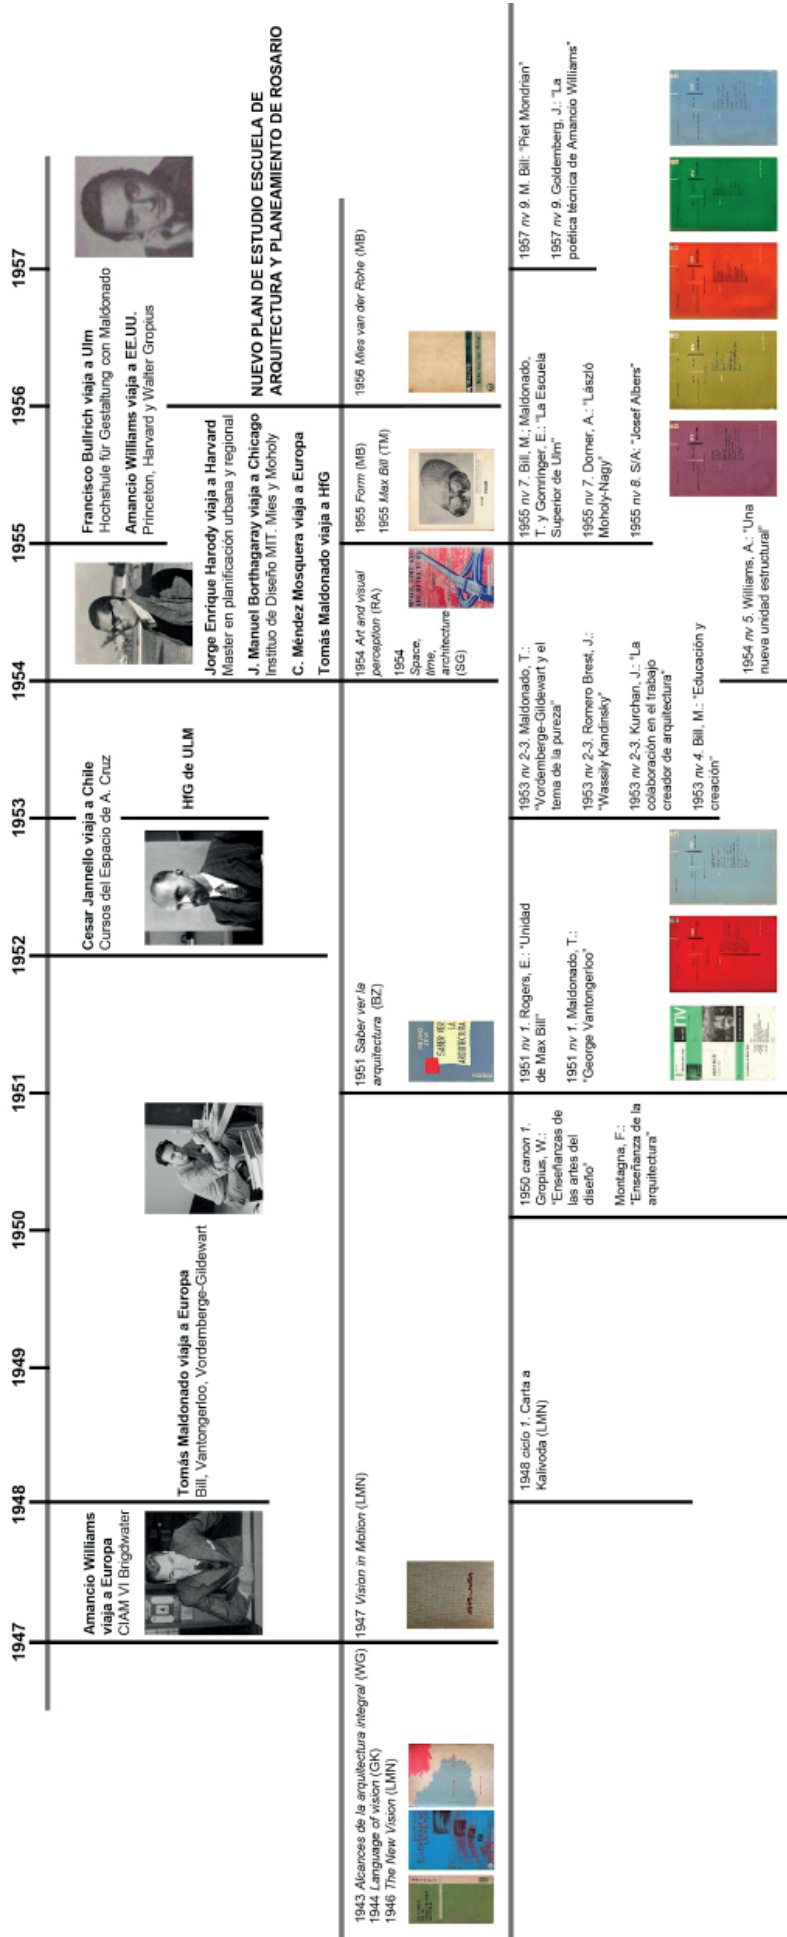 1947
1948
1949
1950
1951
1952
1953
1954
1955
1956
1957
Amancio Williams
viaja a Europa
CIAM VI Brigdwater
Tomás Maldonado viaja a Europa
Bill, Vantongerloo, Vordemberge-Gildewart
Cesar Jannello viaja a Chile
Cursos del Espacio de A. Cruz
HfG de ULM
Jorge Enrique Harody viaja a Harvard
Master en planificación urbana y regional
J. Manuel Borthagaray viaja a Chicago
Instituo de Diseño MIT. Mies y Moholy
C. Méndez Mosquera viaja a Europa
Tomás Maldonado viaja a HfG
Francisco Bullrich viaja a Ulm
Hochshule für Gestaltung con Maldonado
Amancio Williams viaja a EE.UU.
Princeton, Harvard y Walter Gropius
NUEVO PLAN DE ESTUDIO ESCUELA DE
ARQUITECTURA Y PLANEAMIENTO DE ROSARIO
1943 Alcances de la arquitectura integral (WG)
1944 Language of vision (GK)
1946 The New Vision (LMN)
1947 Vision in Motion (LMN)
1951 Saber ver la
arquitectura (BZ)
SABER VER
LA
ARQUITECTURA
1954 Art and visual
perception (RA)
1954
Space,
time,
architecture
(SG)
1955 Form (MB)
1955 Max Bill (TM)
1956 Mies van der Rohe (MB)
1948 ciclo 1. Carta a
Kalivoda (LMN)
1950 canon 1.
Gropius, W.:
"Enseñanzas de
las artes del
diseño"
Montagna, F.:
"Enseñanza de la
arquitectura"
1951 nv 1. Rogers, E.: "Unidad
de Max Bill"
1951 nv 1. Maldonado, T.:
"George Vantongerloo"
nv
1953 nv 2-3. Maldonado, T.:
"Vordemberge-Gildewart y el
tema de la pureza"
1953 nv 2-3. Romero Brest, J.:
"Wassily Kandinsky"
1953 nv 2-3. Kurchan, J.: "La
colaboración en el trabajo
creador de arquitectura"
1953 nv 4. Bill, M.: "Educación y
creación"
1954 nv 5. Williams, A.: "Una
nueva unidad estructural"
1955 nv 7. Bill, M.; Maldonado,
T. y Gomringer, E.: "La Escuela
Superior de Ulm"
1955 nv 7. Dorner, A.: "László
Moholy-Nagy"
1955 nv 8. S/A: "Josef Albers"
1957 nv 9. M. Bill: "Piet Mondrian"
1957 nv 9. Goldemberg, J.: "La
poética técnica de Amancio Williams"